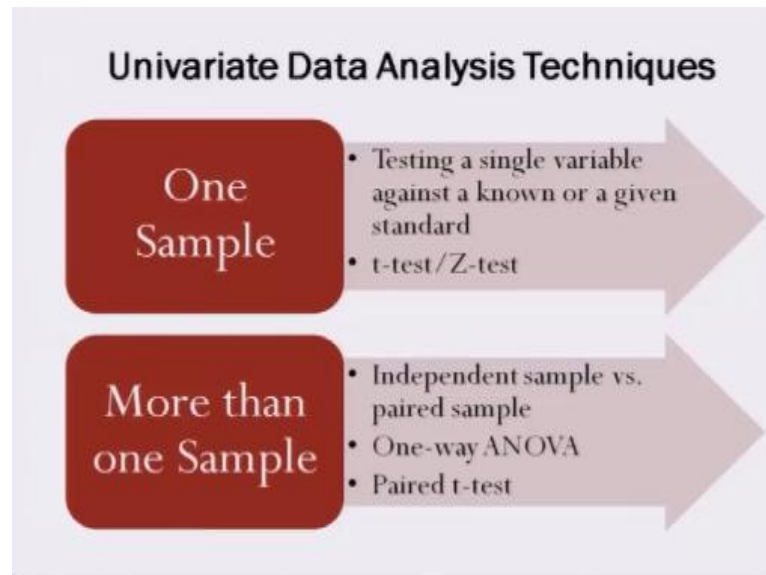 Univariate Data Analysis Techniques
One
Sample
• Testing a single variable
against a known or a given
standard
• t-test/Z-test
More than
one Sample
• Independent sample vs.
paired sample
• One-way ANOVA
• Paired t-test